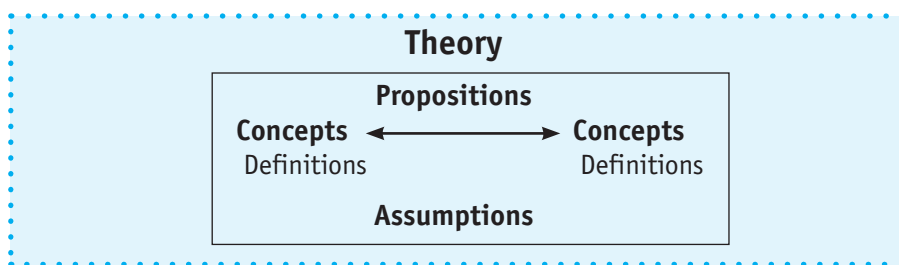 Theory
Propositions
Concepts Concepts
Definitions Definitions
Assumptions